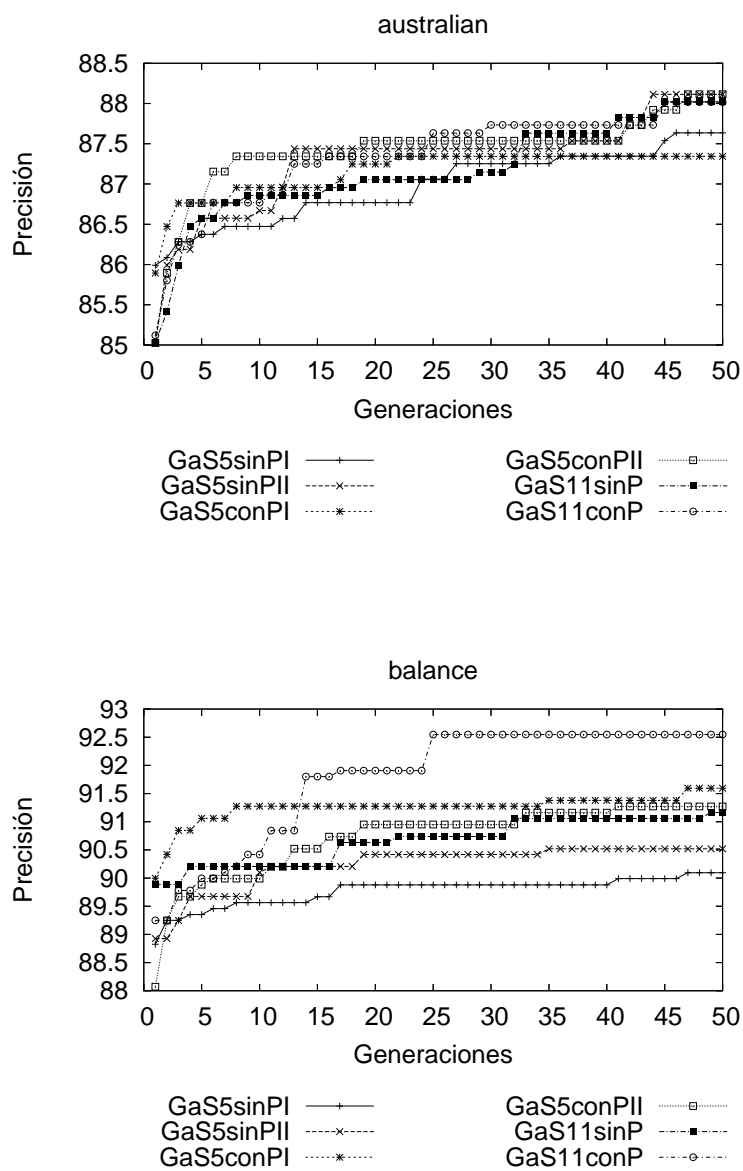 australian
88.5
88
87.5
87
86.5
86
85.5
85
Precisión
0 5 10 15 20 25 30 35 40 45 50
Generaciones
GaS5sinPI GaS5conPII
GaS5sinPII GaS11sinP
GaS5conPI GaS11conP
balance
93
92.5
92
91.5
91
90.5
90
89.5
89
88.5
88
Precisión
0 5 10 15 20 25 30 35 40 45 50
Generaciones
GaS5sinPI GaS5conPII
GaS5sinPII GaS11sinP
GaS5conPI GaS11conP